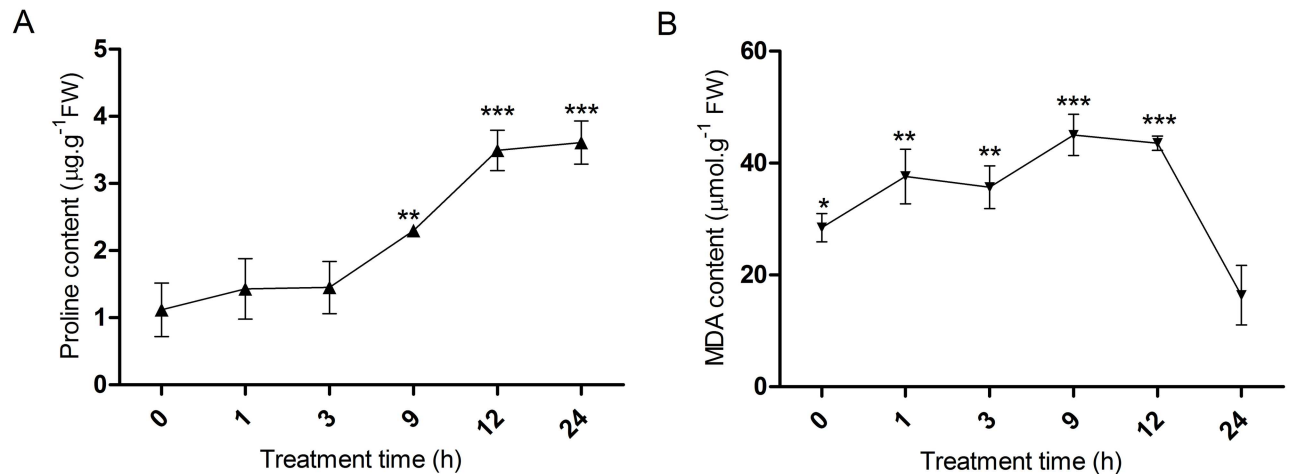 A
Proline content (μg.g⁻¹FW)
5
4
3
2
1
0
**
***
***
0 1 3 9 12 24
Treatment time (h)
B
MDA content (μmol.g⁻¹ FW)
60
40
20
0
*
**
**
***
***
0 1 3 9 12 24
Treatment time (h)